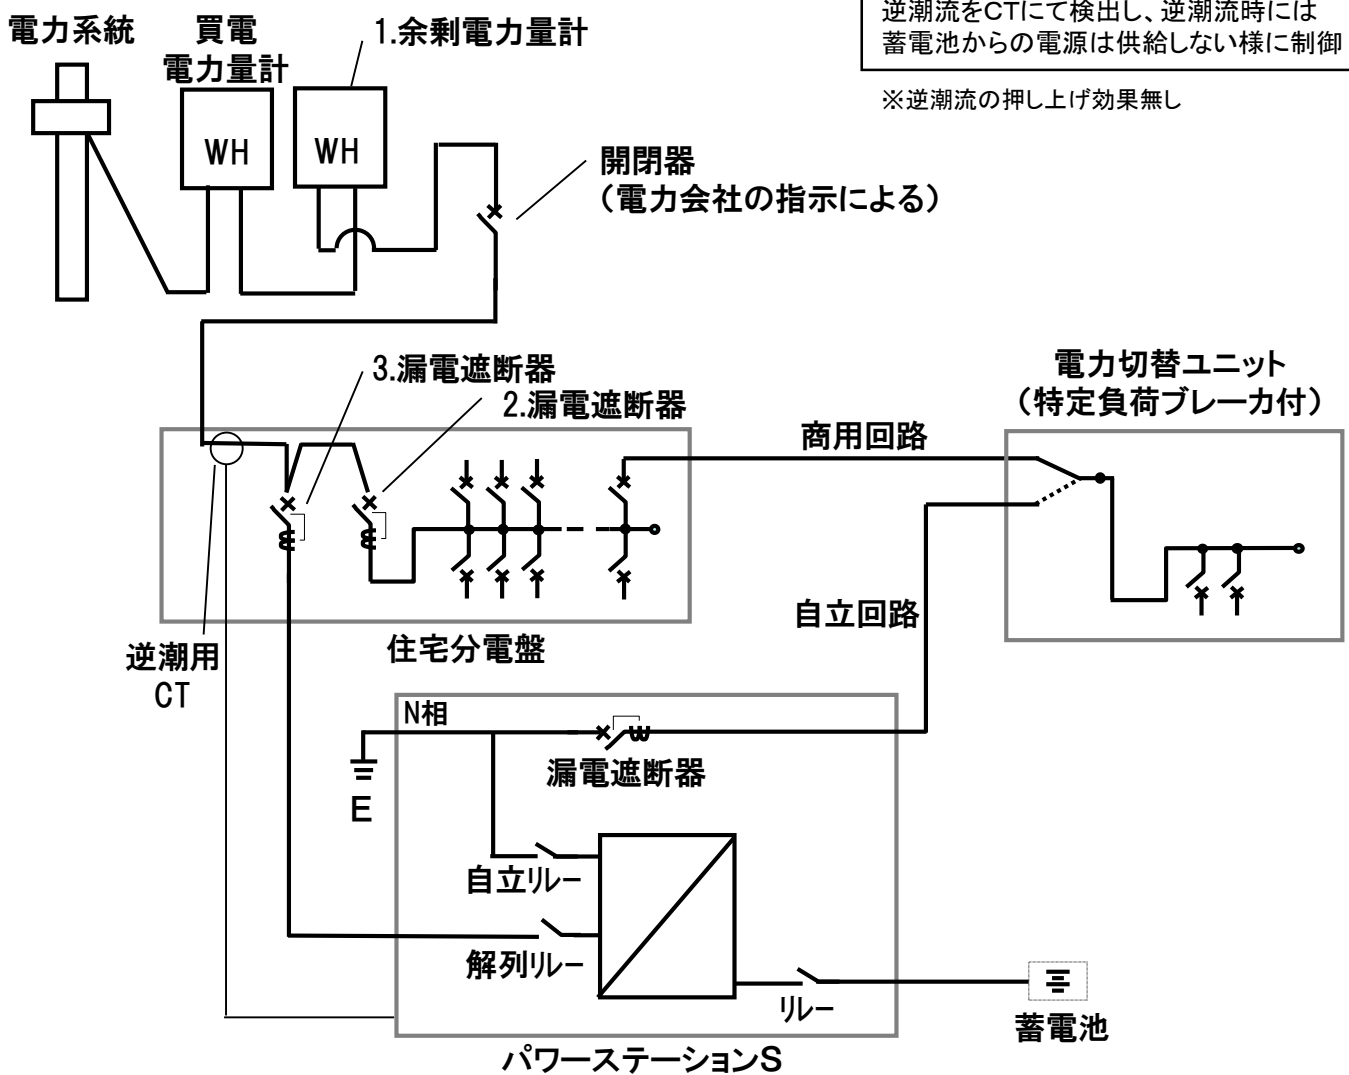 逆潮流をCTにて検出し、逆潮流時には
蓄電池からの電源は供給しない様に制御
※逆潮流の押し上げ効果無し
電力系統
買電
電力量計
1.余剰電力量計
WH
WH
開閉器
（電力会社の指示による）
3.漏電遮断器
2.漏電遮断器
電力切替ユニット
（特定負荷ブレーカ付）
商用回路
自立回路
逆潮用
CT
住宅分電盤
N相
漏電遮断器
E
自立リレー
解列リレー
リレー
蓄電池
パワーステーションS